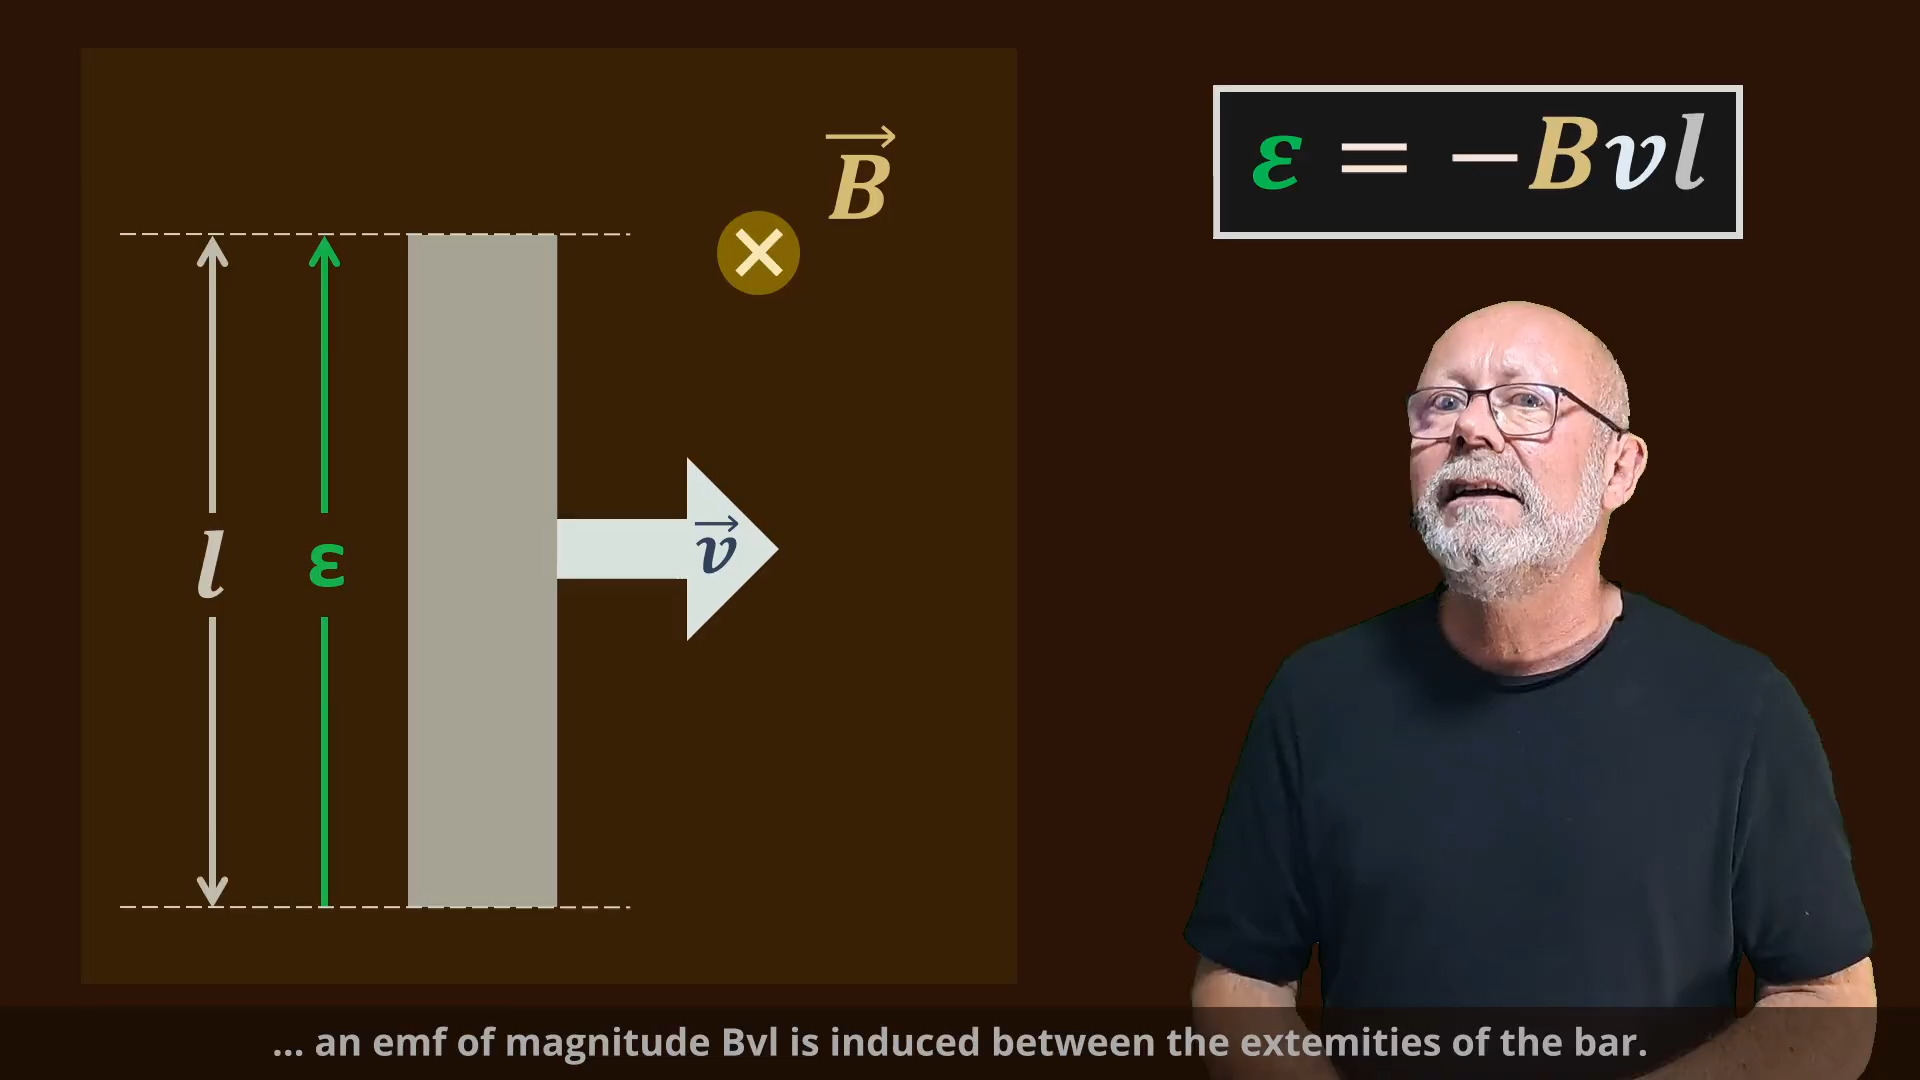 B
ε = −Bvl
l
ε
v
... an emf of magnitude Bvl is induced between the extemities of the bar.